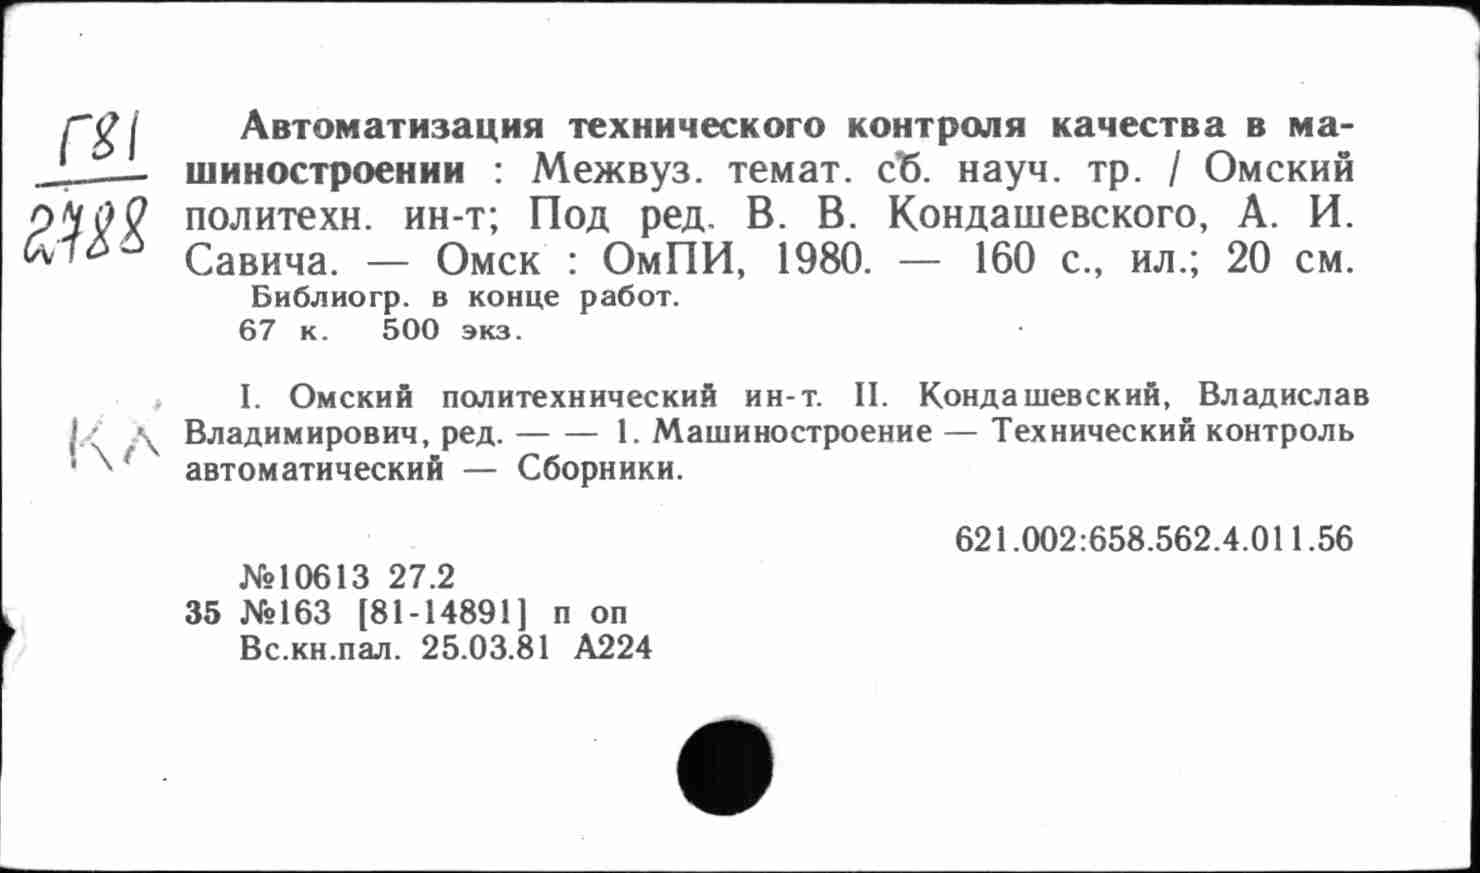 Г81
2788
Автоматизация технического контроля качества в ма-
шиностроении : Межвуз. темат. сб. науч. тр. / Омский
политехн. ин-т; Под ред. В. В. Кондашевского, А. И.
Савича. — Омск : ОмПИ, 1980. — 160 с., ил.; 20 см.
Библиогр. в конце работ.
67 к. 500 экз.
I. Омский политехнический ин-т. II. Кондашевский, Владислав
Владимирович, ред. — — 1. Машиностроение — Технический контроль
автоматический — Сборники.
КЛ
621.002:658.562.4.011.56
№10613 27.2
35 №163 [81-14891] п оп
Вс.кн.пал. 25.03.81 А224